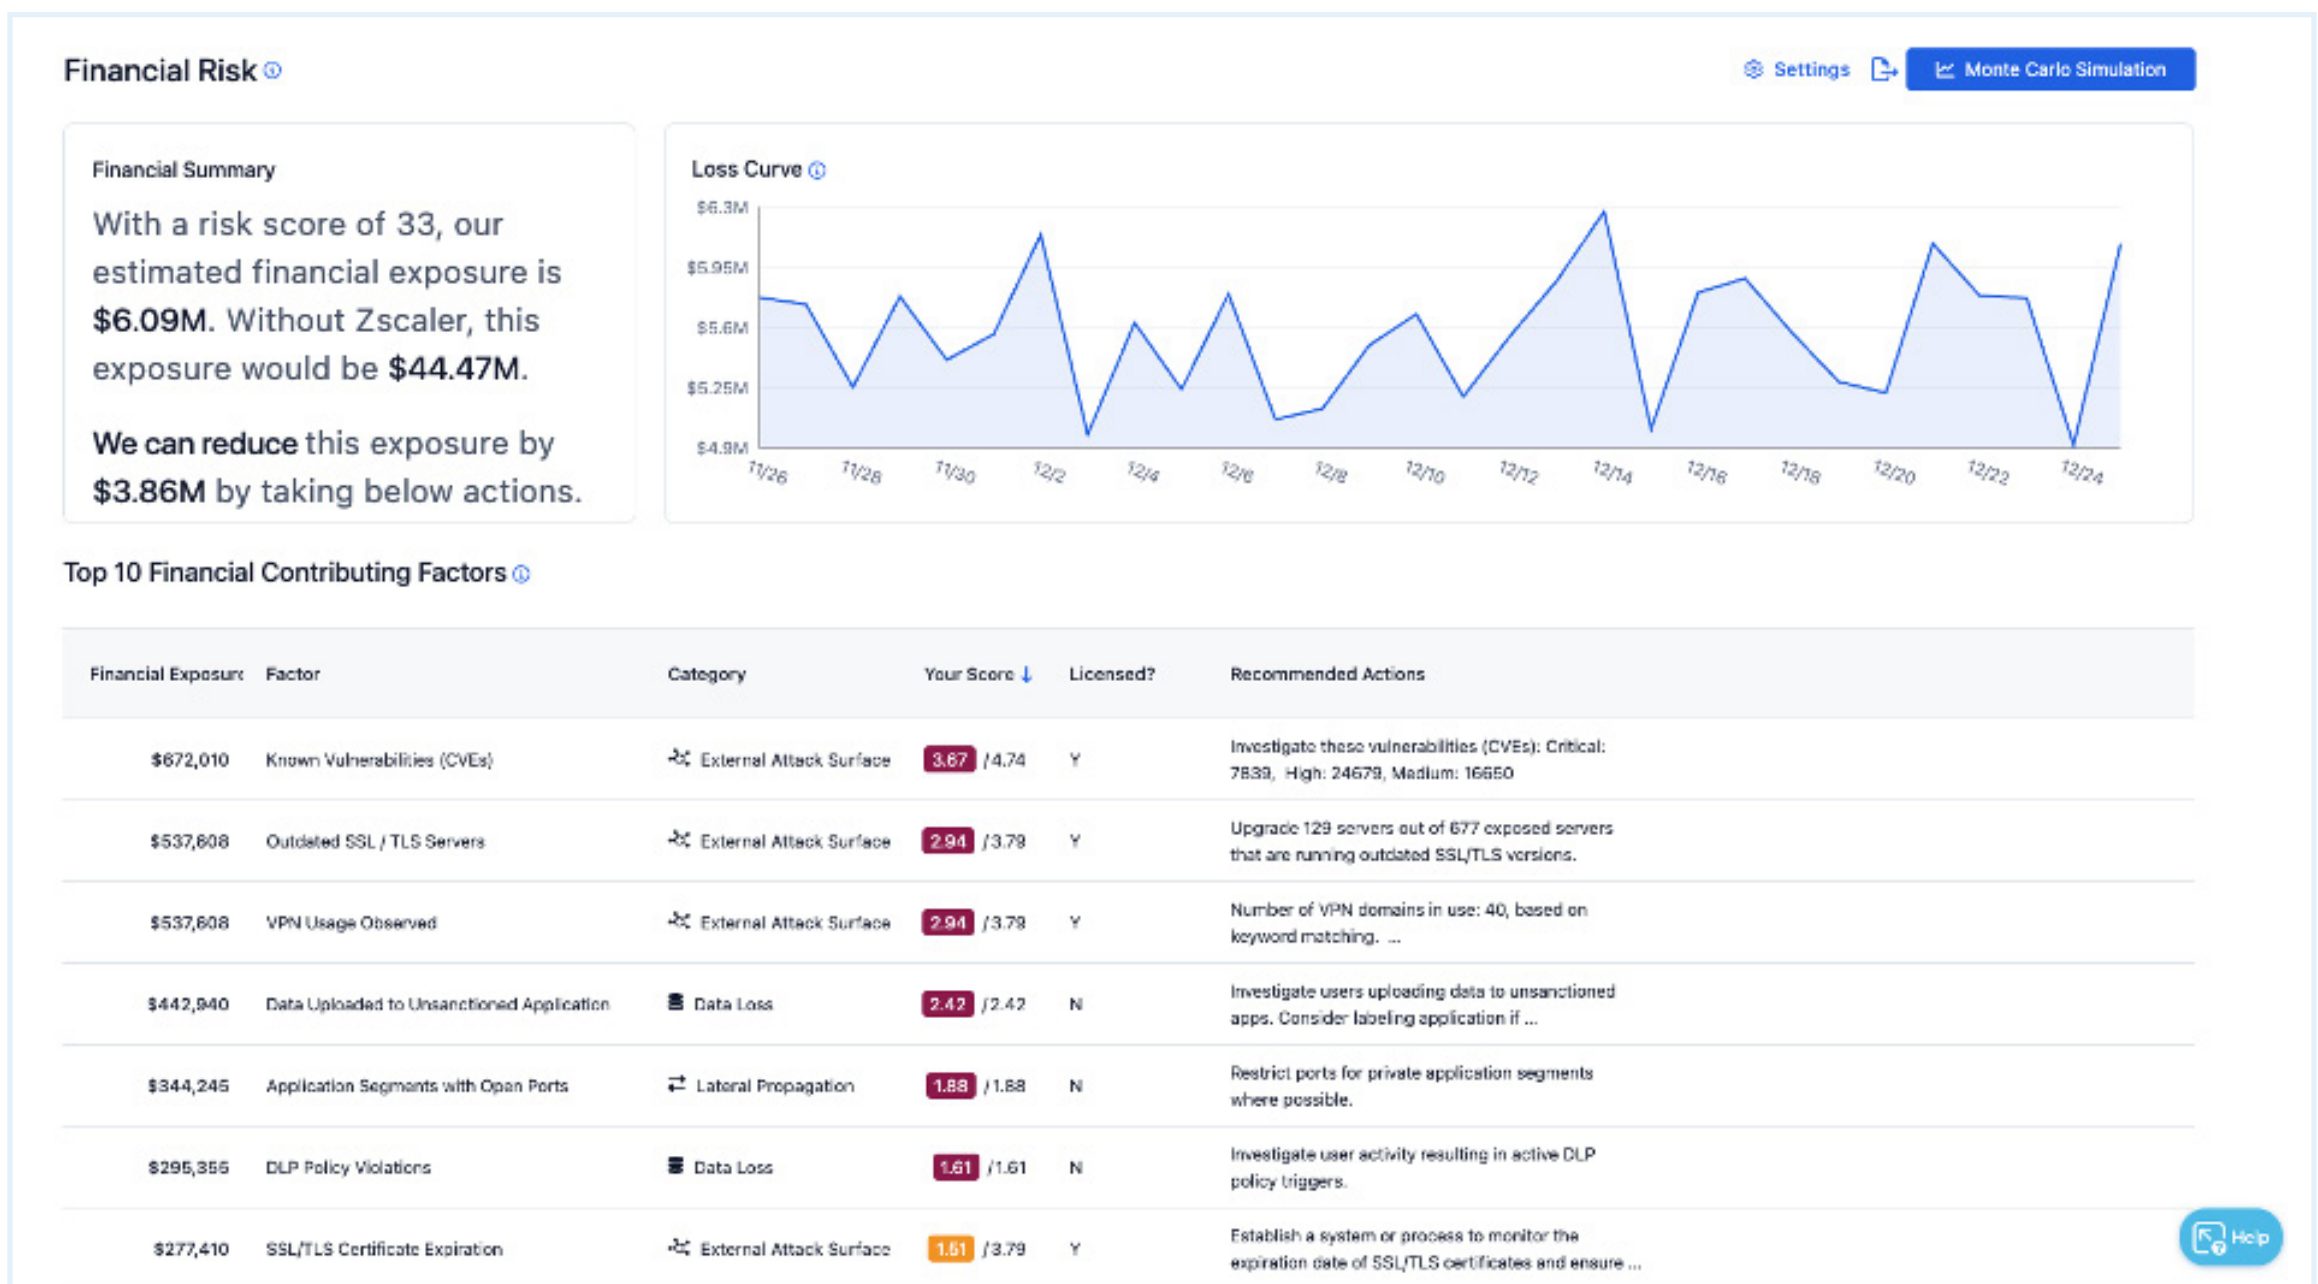 Financial Risk
Settings
Monte Carlo Simulation
Financial Summary
With a risk score of 33, our
estimated financial exposure is
$6.09M. Without Zscaler, this
exposure would be $44.47M.
We can reduce this exposure by
$3.86M by taking below actions.
Loss Curve
$6.3M
$5.95M
$5.6M
$5.25M
$4.9M
11/26 11/28 11/30 12/2 12/4 12/6 12/8 12/10 12/12 12/14 12/16 12/18 12/20 12/22 12/24
Top 10 Financial Contributing Factors
Financial Exposure Factor Category Your Score Licensed? Recommended Actions
$672,010 Known Vulnerabilities (CVEs) External Attack Surface 3.67 /4.74 Y Investigate these vulnerabilities (CVEs): Critical:
7839, High: 24679, Medium: 16650
$537,608 Outdated SSL / TLS Servers External Attack Surface 2.94 /3.79 Y Upgrade 129 servers out of 677 exposed servers
that are running outdated SSL/TLS versions.
$537,608 VPN Usage Observed External Attack Surface 2.94 /3.79 Y Number of VPN domains in use: 40, based on
keyword matching. ...
$442,940 Data Uploaded to Unsanctioned Application Data Loss 2.42 /2.42 N Investigate users uploading data to unsanctioned
apps. Consider labeling application if ...
$344,245 Application Segments with Open Ports Lateral Propagation 1.88 /1.88 N Restrict ports for private application segments
where possible.
$295,355 DLP Policy Violations Data Loss 1.61 /1.61 N Investigate user activity resulting in active DLP
policy triggers.
$277,410 SSL/TLS Certificate Expiration External Attack Surface 1.51 /3.79 Y Establish a system or process to monitor the
expiration date of SSL/TLS certificates and ensure ...
Help